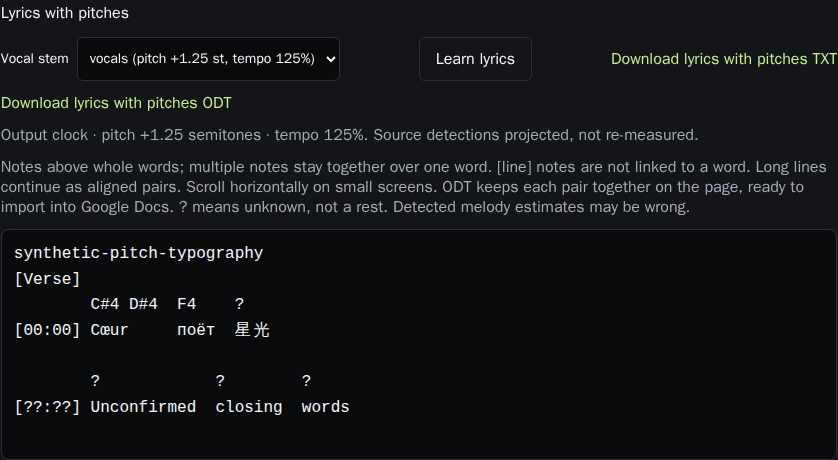 Lyrics with pitches
Vocal stem vocals (pitch +1.25 st, tempo 125%) Learn lyrics Download lyrics with pitches TXT
Download lyrics with pitches ODT
Output clock · pitch +1.25 semitones · tempo 125%. Source detections projected, not re-measured.
Notes above whole words; multiple notes stay together over one word. [line] notes are not linked to a word. Long lines
continue as aligned pairs. Scroll horizontally on small screens. ODT keeps each pair together on the page, ready to
import into Google Docs. ? means unknown, not a rest. Detected melody estimates may be wrong.
synthetic-pitch-typography
[Verse]
C#4 D#4 F4 ?
[00:00] Cœur поёт 星光
? ? ?
[??:??] Unconfirmed closing words